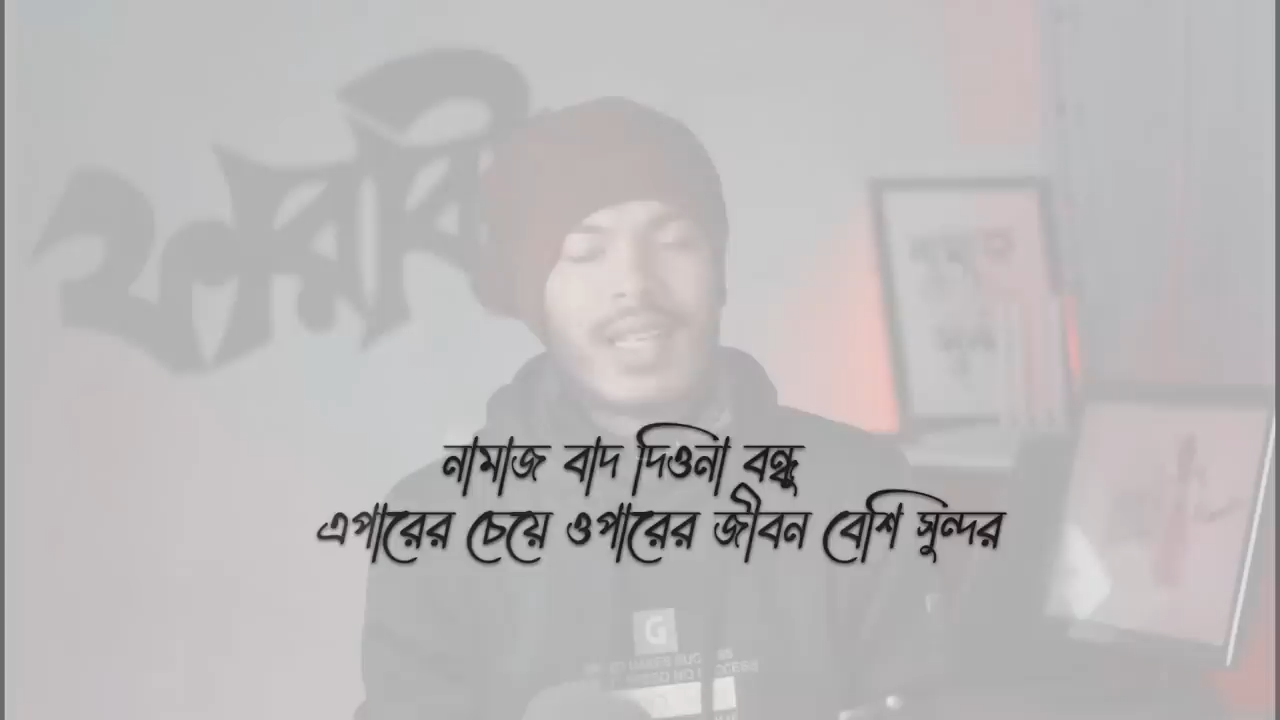 ফারাবি
নামাজ বাদ দিওনা বন্ধু
এপারের চেয়ে ওপারের জীবন বেশি সুন্দর
G